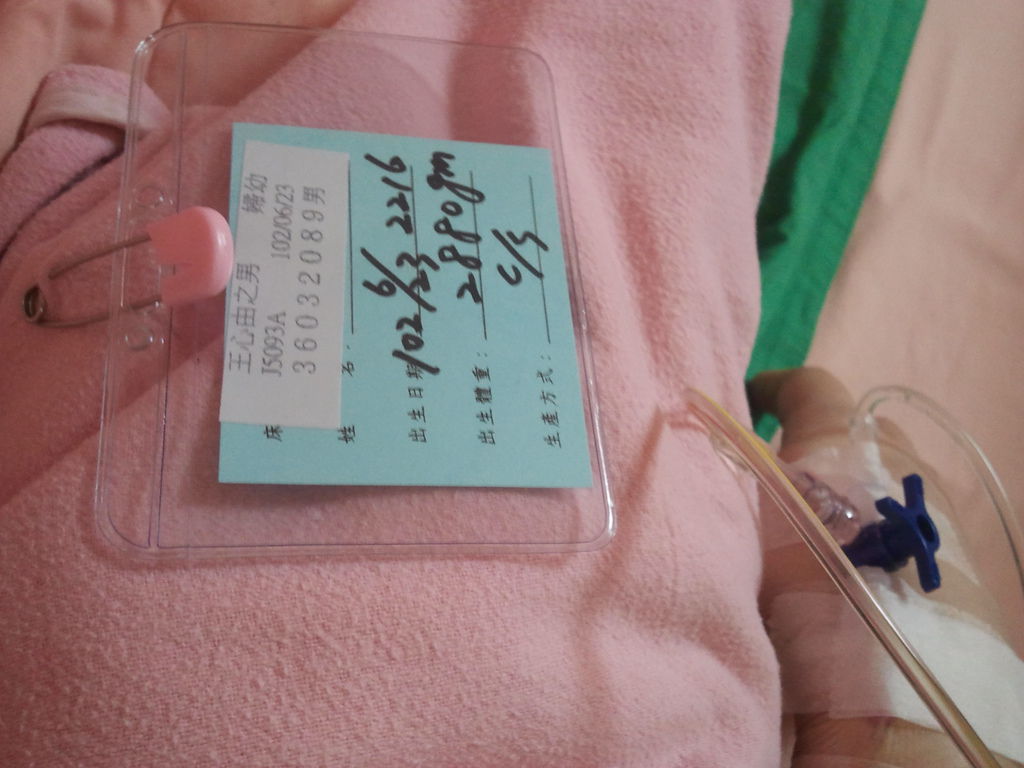 王心由之男 婦幼
J5093A 102/06/23
36032089男
床
姓 名:
出生日期 102 6/23 2216
出生體重: 2880gm
生產方式: c/s